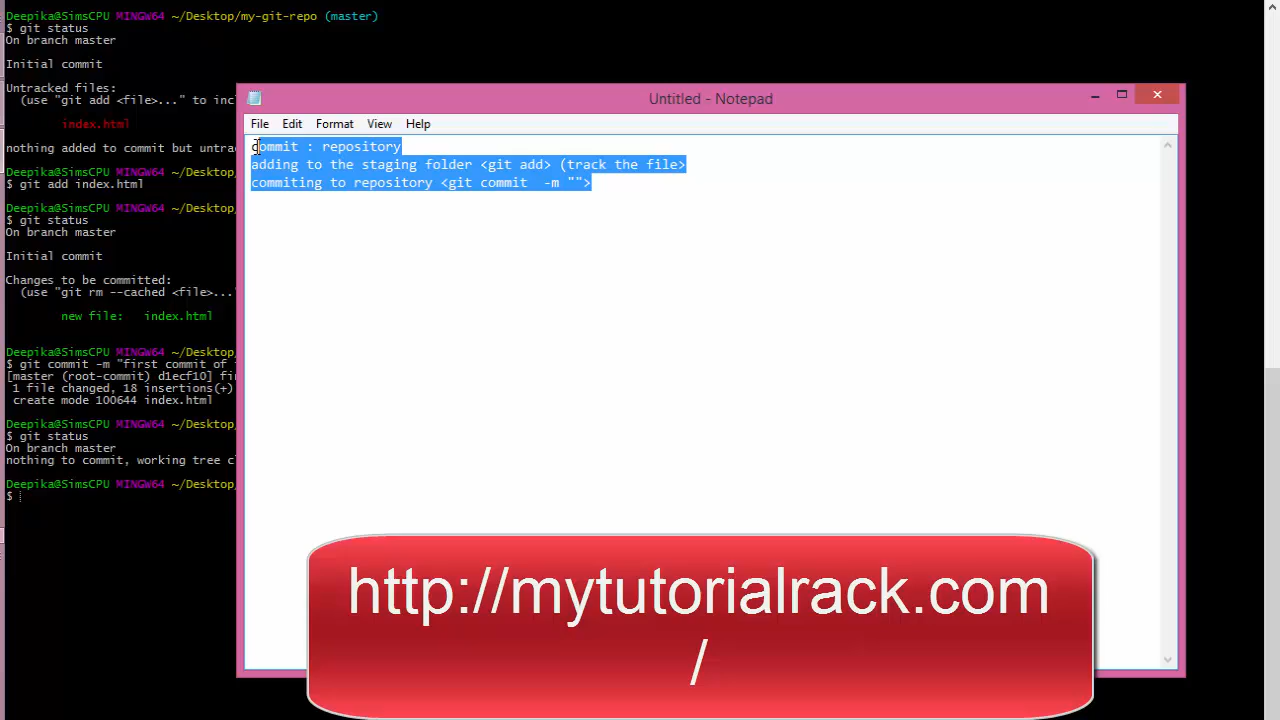 Deepika@SimsCPU MINGW64 ~/Desktop/my-git-repo (master)
$ git status
On branch master
Initial commit
Untracked files:
(use "git add <file>..." to incl
index.html
nothing added to commit but untrac
Deepika@SimsCPU MINGW64 ~/Desktop/
$ git add index.html
Deepika@SimsCPU MINGW64 ~/Desktop/
$ git status
On branch master
Initial commit
Changes to be committed:
(use "git rm --cached <file>..."
new file: index.html
Deepika@SimsCPU MINGW64 ~/Desktop/
$ git commit -m "first commit of
[master (root-commit) d1ecf10] fi
1 file changed, 18 insertions(+)
create mode 100644 index.html
Deepika@SimsCPU MINGW64 ~/Desktop/
$ git status
On branch master
nothing to commit, working tree c
Deepika@SimsCPU MINGW64 ~/Desktop/
$
Untitled - Notepad
File Edit Format View Help
commit : repository
adding to the staging folder <git add> (track the file>
commiting to repository <git commit -m "">
http://mytutorialrack.com
/